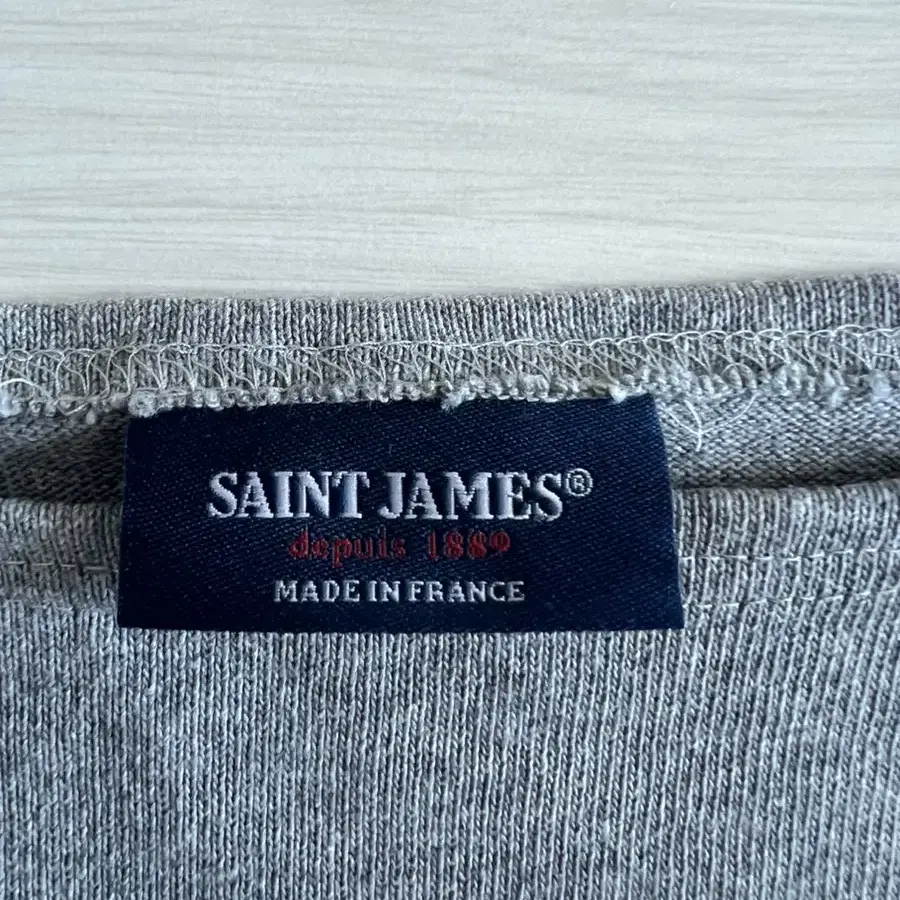 SAINT JAMES®
depuis 1889
MADE IN FRANCE